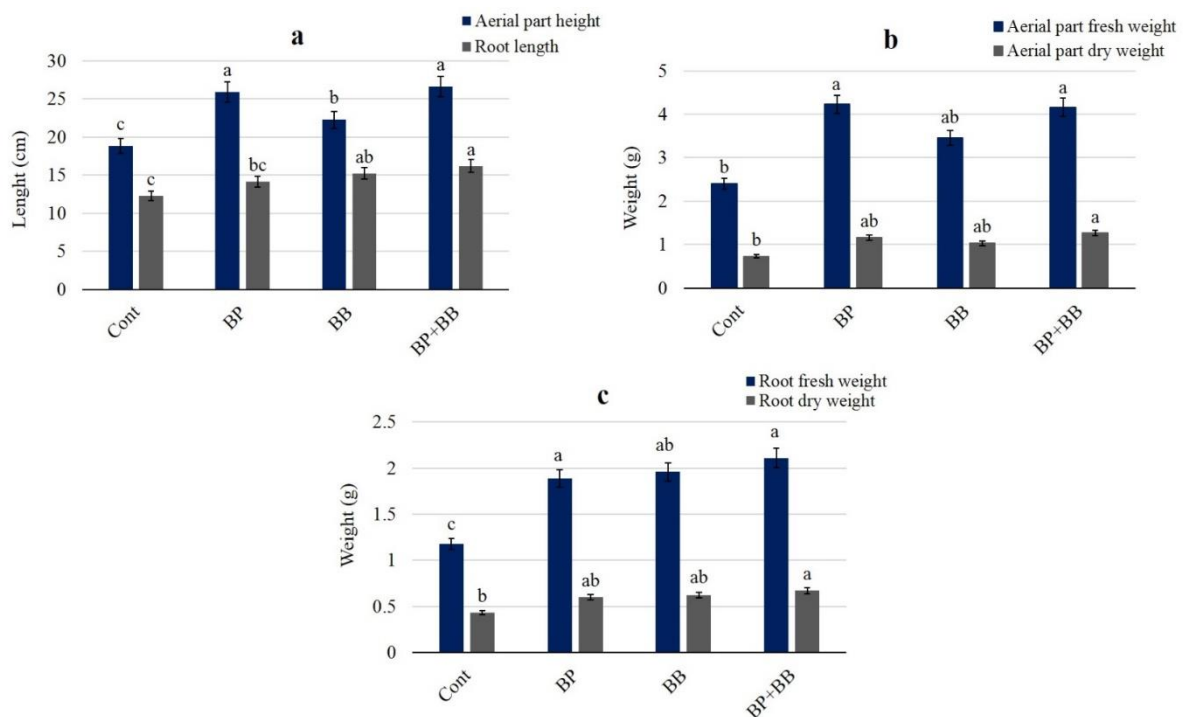 a
Aerial part height
Root length
30
25
20
15
10
5
0
Lenght (cm)
c
c
a
bc
b
ab
a
a
Cont
BP
BB
BP+BB
b
Aerial part fresh weight
Aerial part dry weight
5
4
3
2
1
0
Weight (g)
b
b
a
ab
ab
ab
a
a
Cont
BP
BB
BP+BB
c
Root fresh weight
Root dry weight
2.5
2
1.5
1
0.5
0
Weight (g)
c
b
a
ab
ab
ab
a
a
Cont
BP
BB
BP+BB